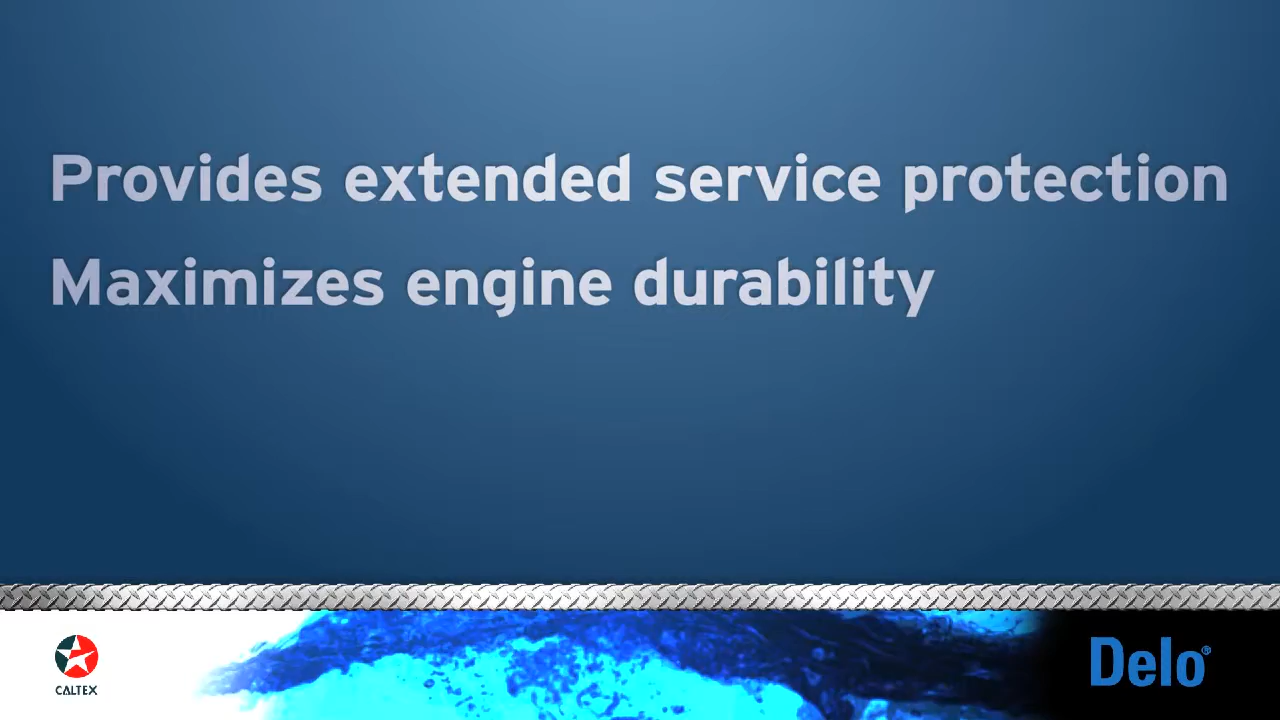 Provides extended service protection
Maximizes engine durability
CALTEX
Delo®